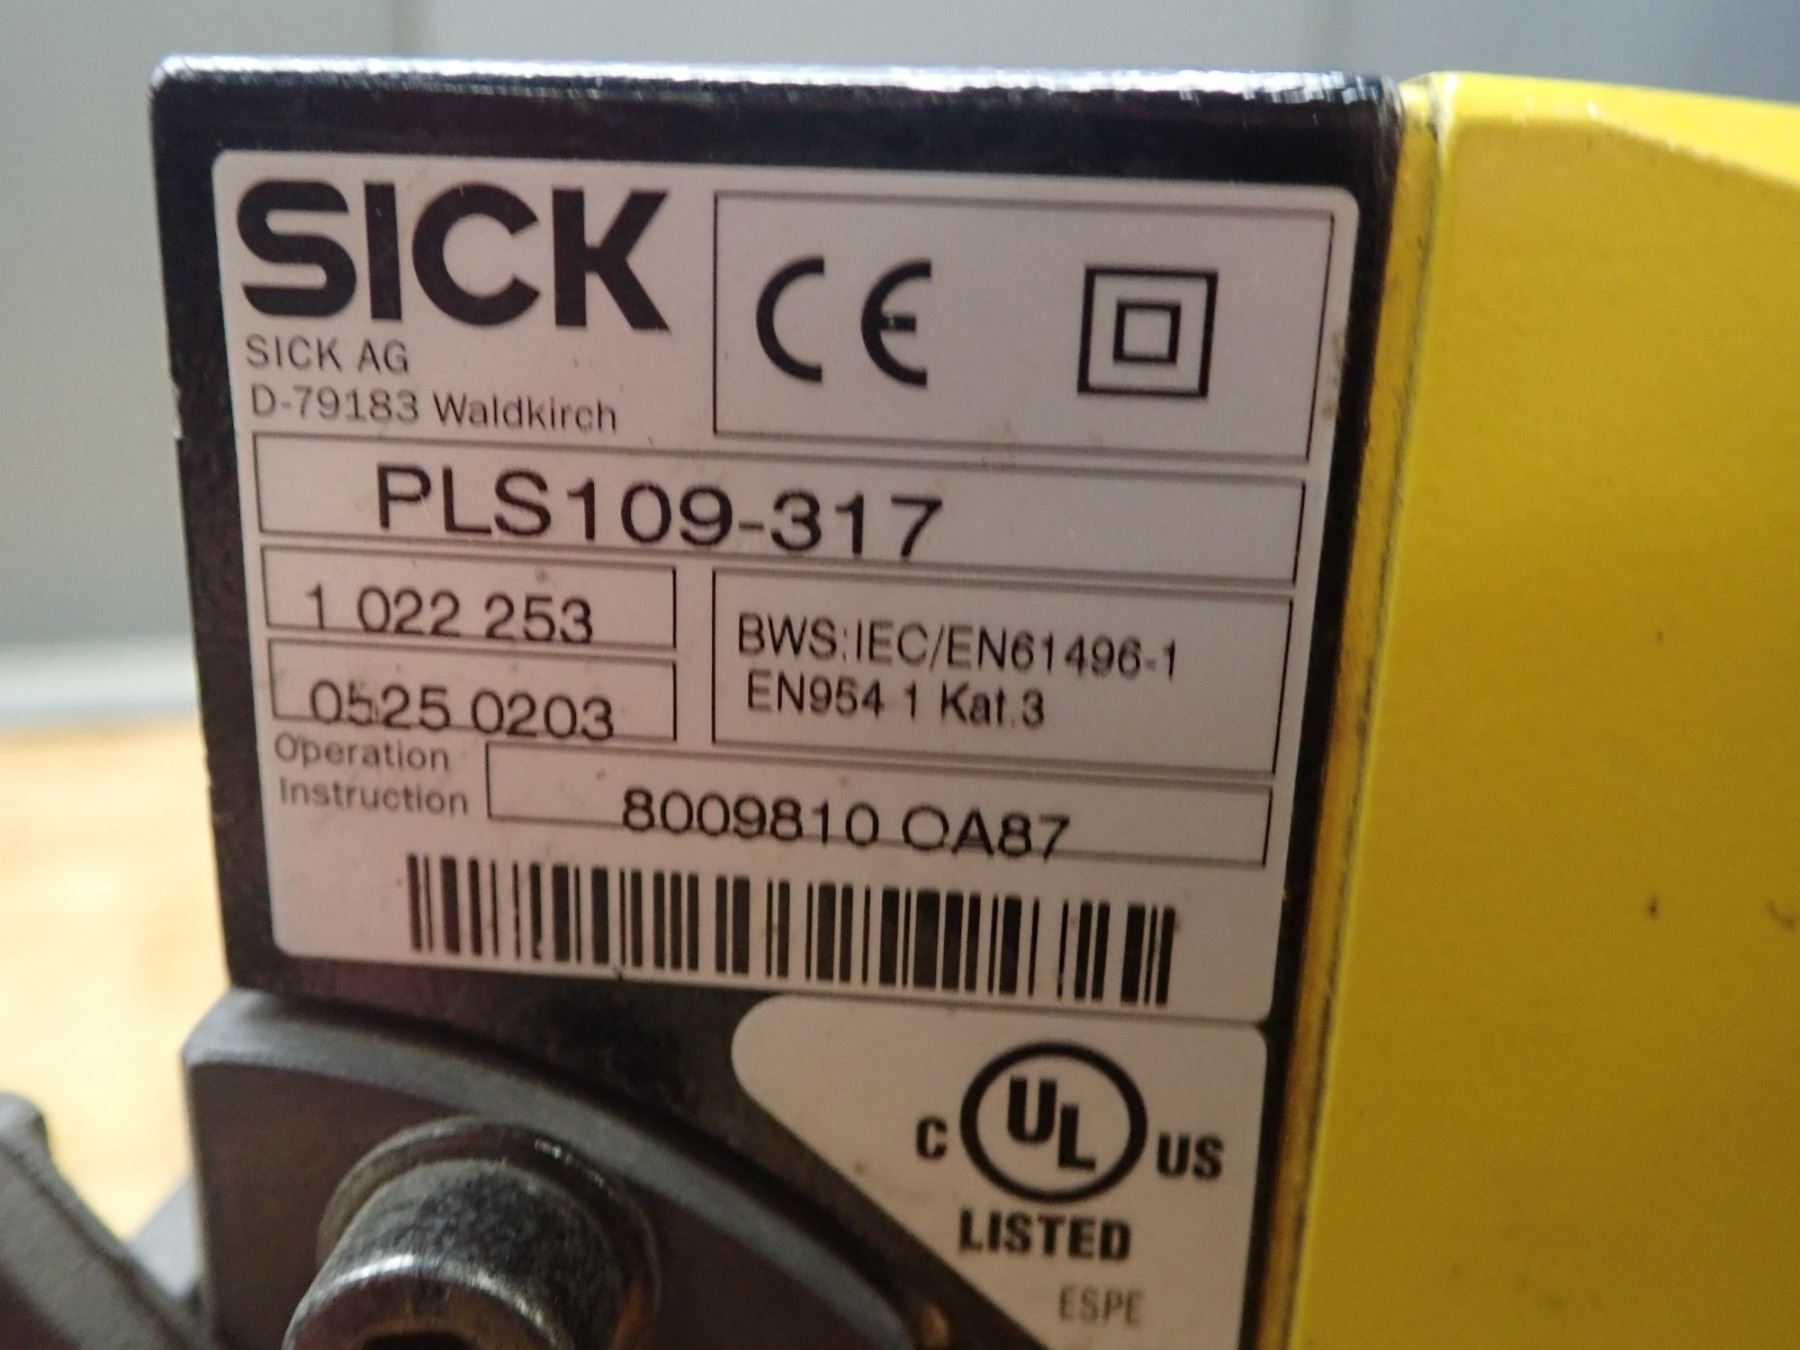 SICK
SICK AG
D-79183 Waldkirch
CE
PLS109-317
1 022 253
0525 0203
BWS:IEC/EN61496-1
EN954 1 Kat.3
Operation
Instruction
8009810 OA87
C UL US
LISTED
ESPE